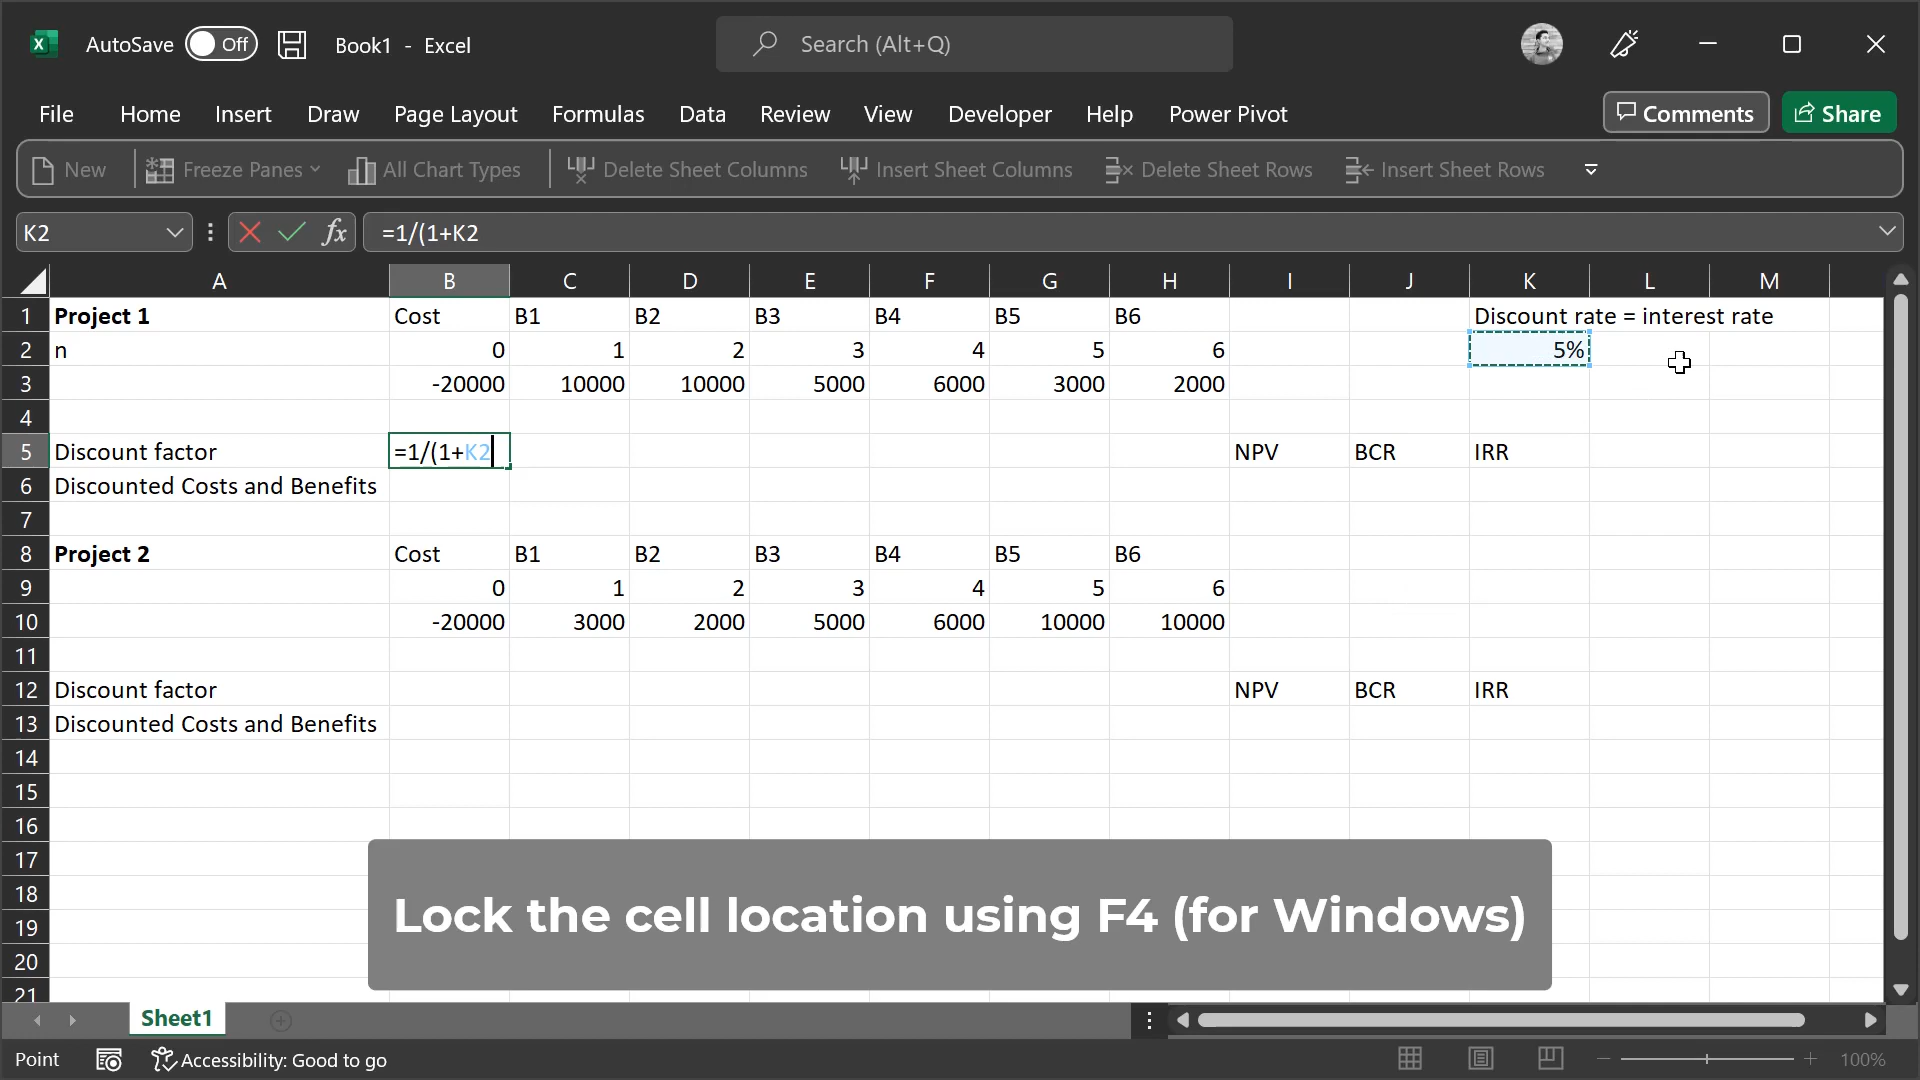 AutoSave Off Book1 - Excel Search (Alt+Q)
File Home Insert Draw Page Layout Formulas Data Review View Developer Help Power Pivot Comments Share
New Freeze Panes All Chart Types Delete Sheet Columns Insert Sheet Columns Delete Sheet Rows Insert Sheet Rows
K2 fx =1/(1+K2
A B C D E F G H I J K L M
1 Project 1 Cost B1 B2 B3 B4 B5 B6 Discount rate = interest rate
2 n 0 1 2 3 4 5 6 5%
3 -20000 10000 10000 5000 6000 3000 2000
4
5 Discount factor =1/(1+K2 NPV BCR IRR
6 Discounted Costs and Benefits
7
8 Project 2 Cost B1 B2 B3 B4 B5 B6
9 0 1 2 3 4 5 6
10 -20000 3000 2000 5000 6000 10000 10000
11
12 Discount factor NPV BCR IRR
13 Discounted Costs and Benefits
14
15
16
17
18
19
20
21
Lock the cell location using F4 (for Windows)
Sheet1
Point Accessibility: Good to go 100%